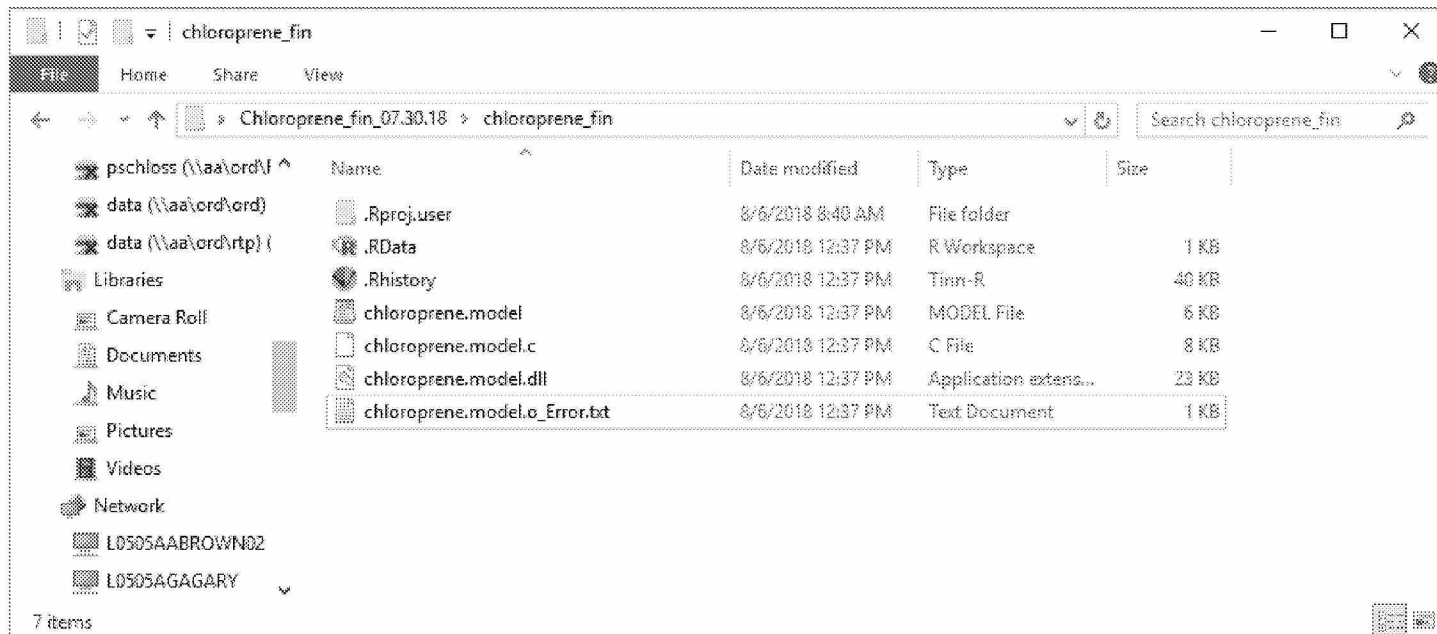 chloroprene_fin
File Home Share View
Chloroprene_fin_07.30.18 > chloroprene_fin Search chloroprene_fin
pschloss (\\aa\ord\
data (\\aa\ord\ord)
data (\\aa\ord\rtp) (
Libraries
Camera Roll
Documents
Music
Pictures
Videos
Network
L0505AABROWN02
L0505AGAGARY
Name Date modified Type Size
.Rproj.user 8/6/2018 8:40 AM File folder
.RData 8/6/2018 12:37 PM R Workspace 1 KB
.Rhistory 8/6/2018 12:37 PM Tinn-R 40 KB
chloroprene.model 8/6/2018 12:37 PM MODEL File 6 KB
chloroprene.model.c 8/6/2018 12:37 PM C File 8 KB
chloroprene.model.dll 8/6/2018 12:37 PM Application extens... 23 KB
chloroprene.model.o_Error.txt 8/6/2018 12:37 PM Text Document 1 KB
7 items